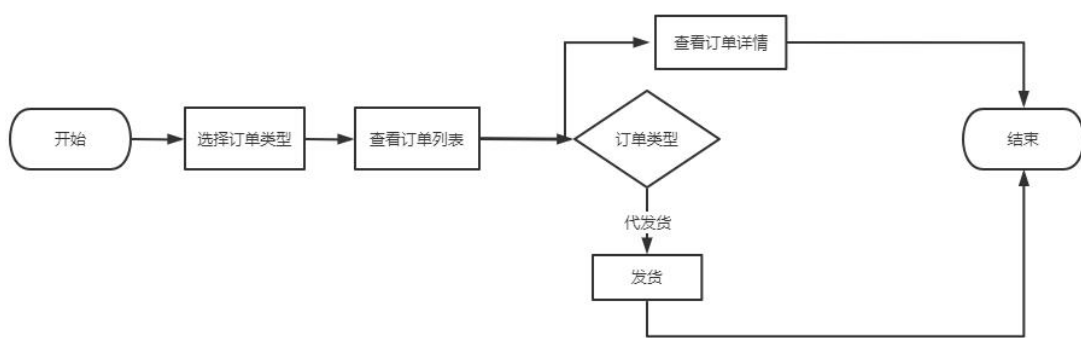 查看订单详情
开始
选择订单类型
查看订单列表
订单类型
结束
代发货
发货